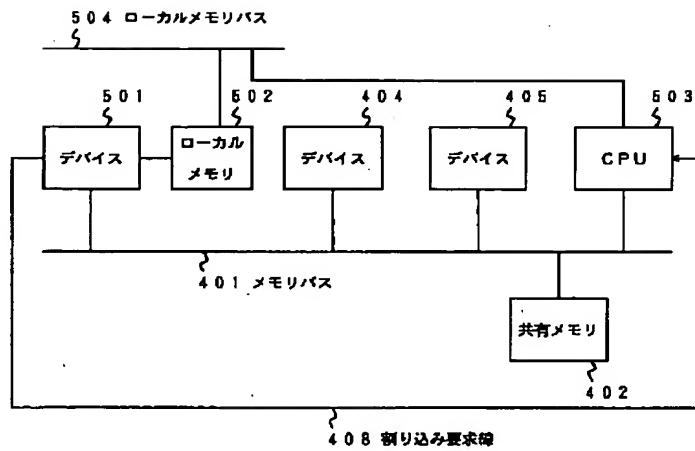 504 ローカルメモリバス
501
502
404
405
503
デバイス
ローカル
メモリ
デバイス
デバイス
CPU
401 メモリバス
共有メモリ
402
408 割り込み要求線